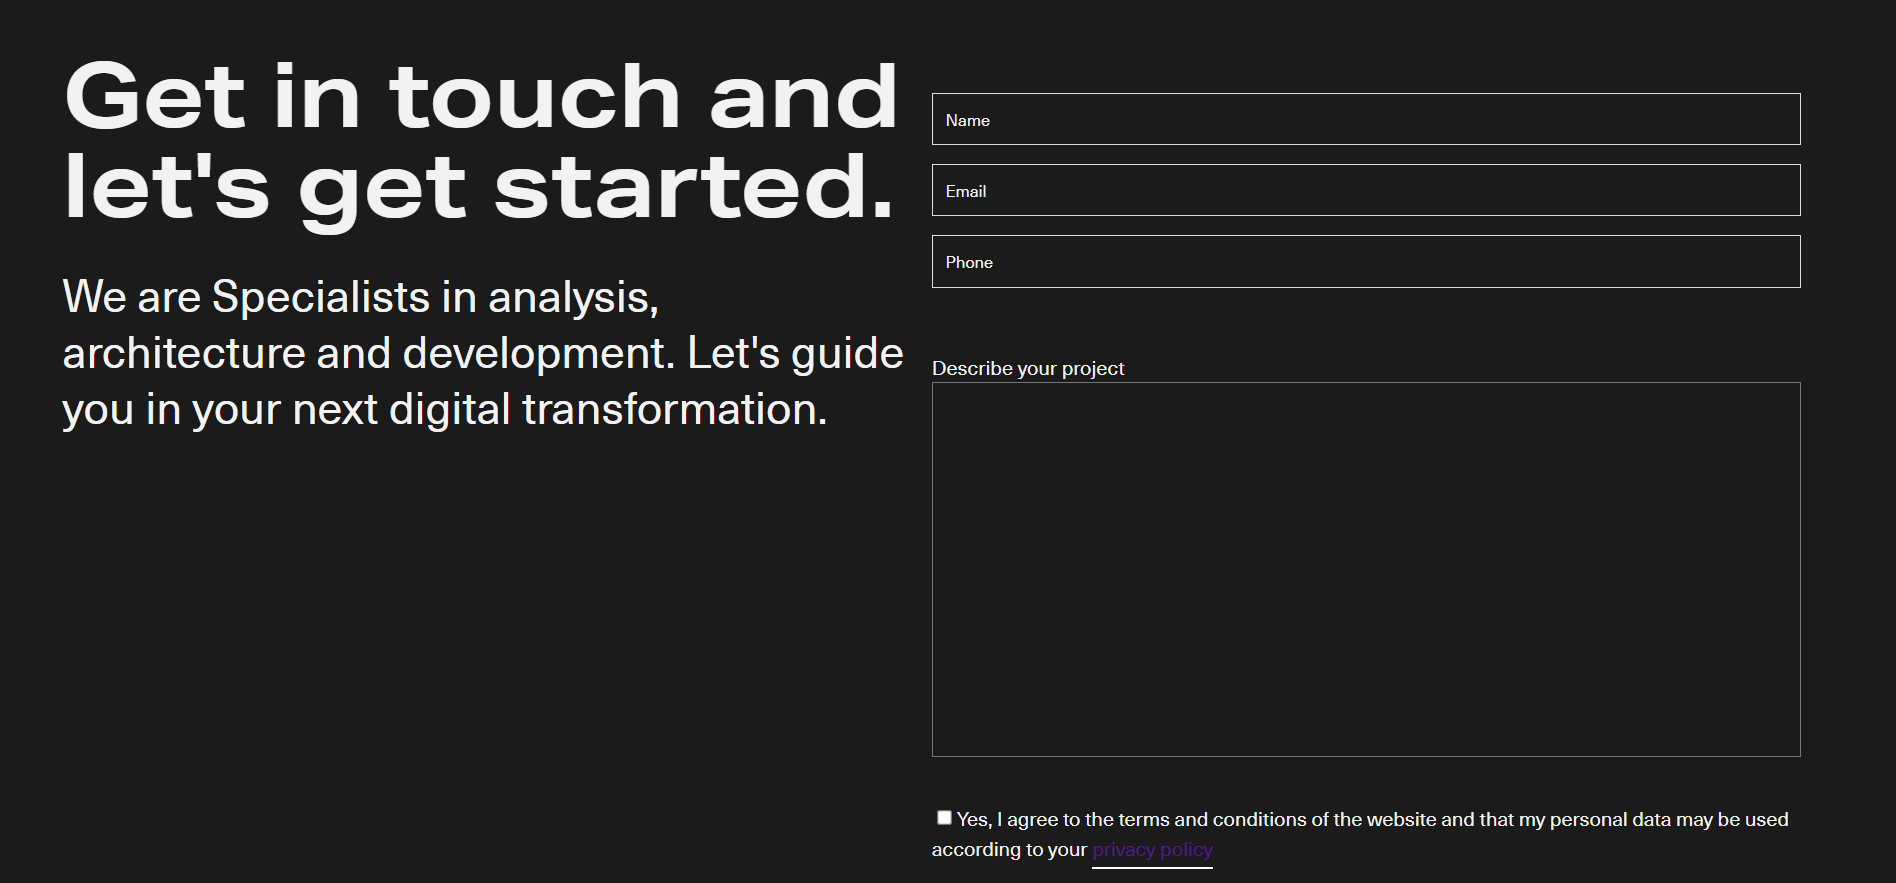 Get in touch and
let's get started.
We are Specialists in analysis,
architecture and development. Let's guide
you in your next digital transformation.
Name
Email
Phone
Describe your project
Yes, I agree to the terms and conditions of the website and that my personal data may be used
according to your privacy policy